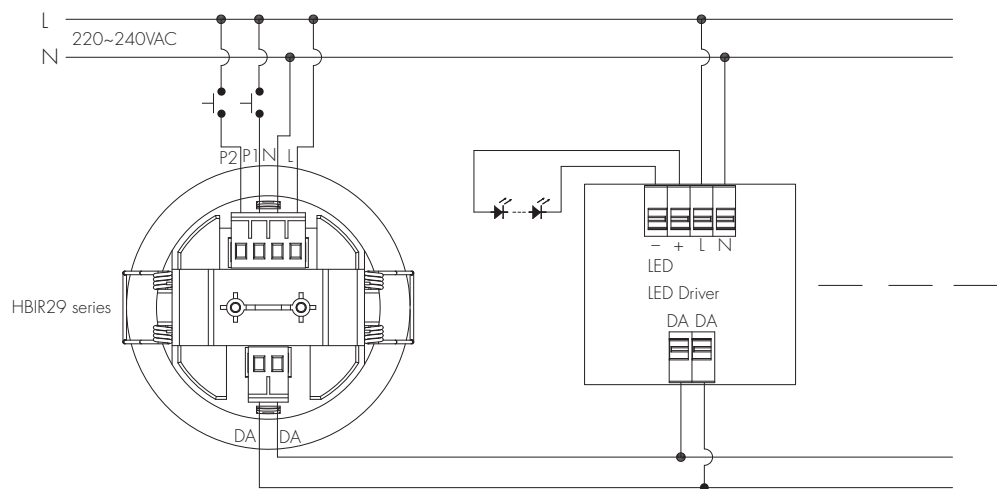 L
220~240VAC
N
P2 P1 N L
− + L N
LED
LED Driver
HBIR29 series
DA DA
DA DA